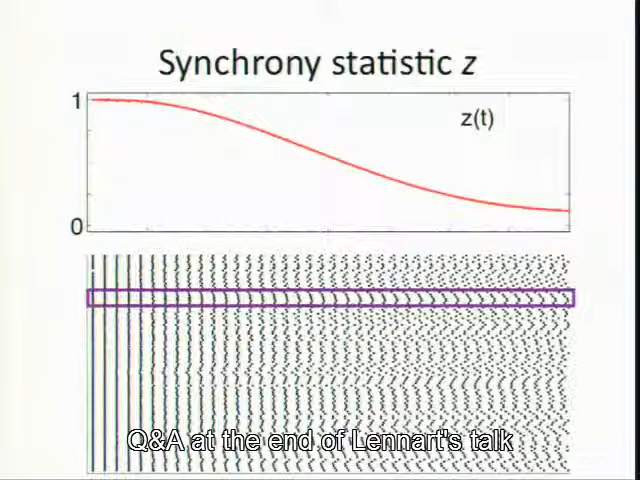 Synchrony statistic z
1
z(t)
0
Q&A at the end of Lennart's talk